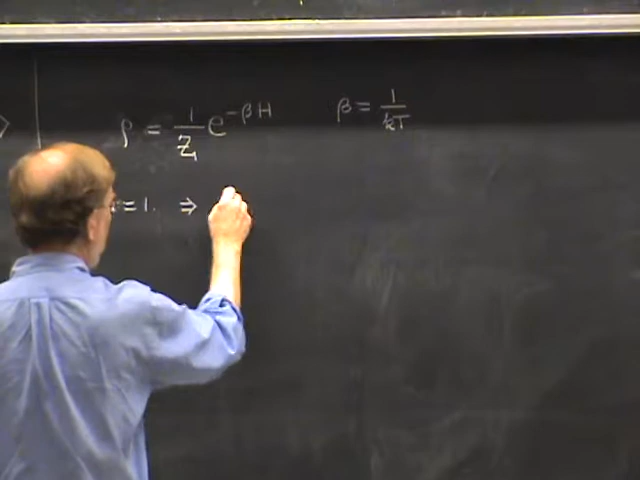 ρ = 1/Z e^{-βH} β = 1/kT
= 1. ⇒